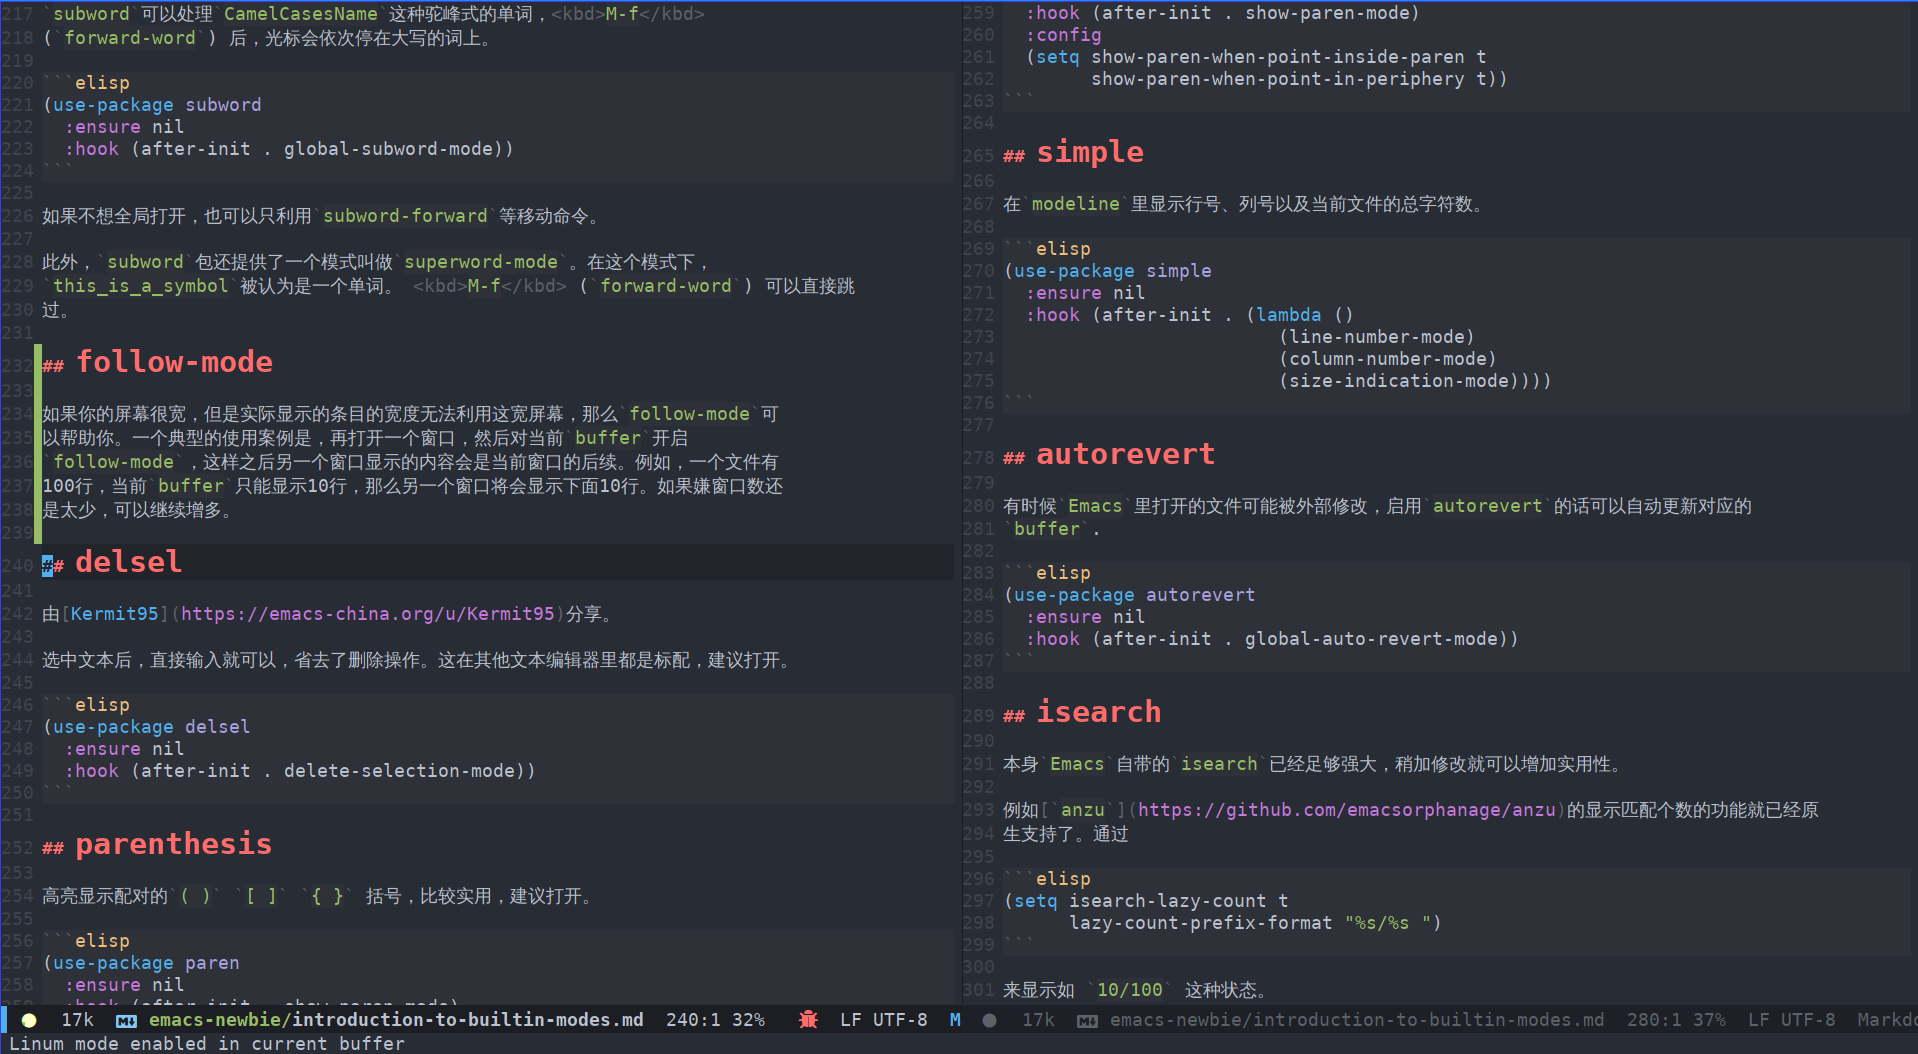 217 `subword`可以处理`CamelCasesName`这种驼峰式的单词，<kbd>M-f</kbd>
218 (`forward-word`) 后，光标会依次停在大写的词上。
219
220 ```elisp
221 (use-package subword
222   :ensure nil
223   :hook (after-init . global-subword-mode))
224 ```
225
226 如果不想全局打开，也可以只利用`subword-forward`等移动命令。
227
228 此外，`subword`包还提供了一个模式叫做`superword-mode`。在这个模式下，
229 `this_is_a_symbol`被认为是一个单词。 <kbd>M-f</kbd> (`forward-word`) 可以直接跳
230 过。
231
232 ## follow-mode
233
234 如果你的屏幕很宽，但是实际显示的条目的宽度无法利用这宽屏幕，那么`follow-mode`可
235 以帮助你。一个典型的使用案例是，再打开一个窗口，然后对当前`buffer`开启
236 `follow-mode`，这样之后另一个窗口显示的内容会是当前窗口的后续。例如，一个文件有
237 100行，当前`buffer`只能显示10行，那么另一个窗口将会显示下面10行。如果嫌窗口数还
238 是太少，可以继续增多。
239
240 ## delsel
241
242 由[Kermit95](https://emacs-china.org/u/Kermit95)分享。
243
244 选中文本后，直接输入就可以，省去了删除操作。这在其他文本编辑器里都是标配，建议打开。
245
246 ```elisp
247 (use-package delsel
248   :ensure nil
249   :hook (after-init . delete-selection-mode))
250 ```
251
252 ## parenthesis
253
254 高亮显示配对的`( )` `[ ]` `{ }` 括号，比较实用，建议打开。
255
256 ```elisp
257 (use-package paren
258   :ensure nil
259   :hook (after-init . show-paren-mode)
259   :hook (after-init . show-paren-mode)
260   :config
261   (setq show-paren-when-point-inside-paren t
262         show-paren-when-point-in-periphery t))
263 ```
264
265 ## simple
266
267 在`modeline`里显示行号、列号以及当前文件的总字符数。
268
269 ```elisp
270 (use-package simple
271   :ensure nil
272   :hook (after-init . (lambda ()
273                         (line-number-mode)
274                         (column-number-mode)
275                         (size-indication-mode))))
276 ```
277
278 ## autorevert
279
280 有时候`Emacs`里打开的文件可能被外部修改，启用`autorevert`的话可以自动更新对应的
281 `buffer`.
282
283 ```elisp
284 (use-package autorevert
285   :ensure nil
286   :hook (after-init . global-auto-revert-mode))
287 ```
288
289 ## isearch
290
291 本身`Emacs`自带的`isearch`已经足够强大，稍加修改就可以增加实用性。
292
293 例如[`anzu`](https://github.com/emacsorphanage/anzu)的显示匹配个数的功能就已经原
294 生支持了。通过
295
296 ```elisp
297 (setq isearch-lazy-count t
298       lazy-count-prefix-format "%s/%s ")
299 ```
300
301 来显示如 `10/100` 这种状态。
17k M↓ emacs-newbie/introduction-to-builtin-modes.md 240:1 32% LF UTF-8 M
17k M↓ emacs-newbie/introduction-to-builtin-modes.md 280:1 37% LF UTF-8 Markdo
Linum mode enabled in current buffer